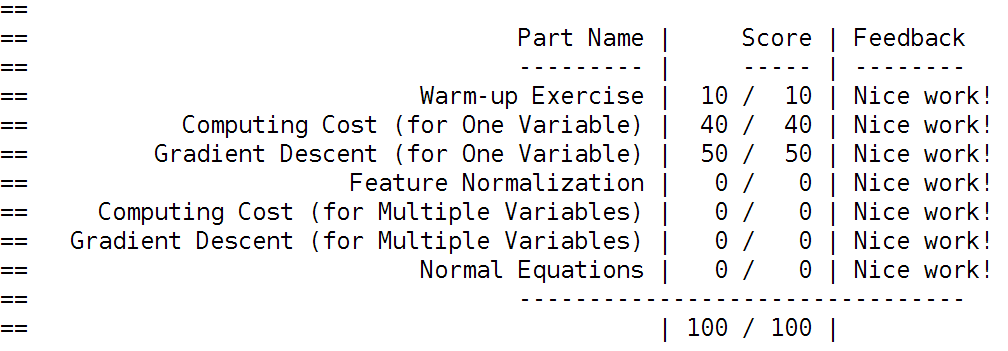 ==
== Part Name | Score | Feedback
== --------- | ----- | --------
== Warm-up Exercise | 10 / 10 | Nice work!
== Computing Cost (for One Variable) | 40 / 40 | Nice work!
== Gradient Descent (for One Variable) | 50 / 50 | Nice work!
== Feature Normalization | 0 / 0 | Nice work!
== Computing Cost (for Multiple Variables) | 0 / 0 | Nice work!
== Gradient Descent (for Multiple Variables) | 0 / 0 | Nice work!
== Normal Equations | 0 / 0 | Nice work!
== --------------------------------
== | 100 / 100 |